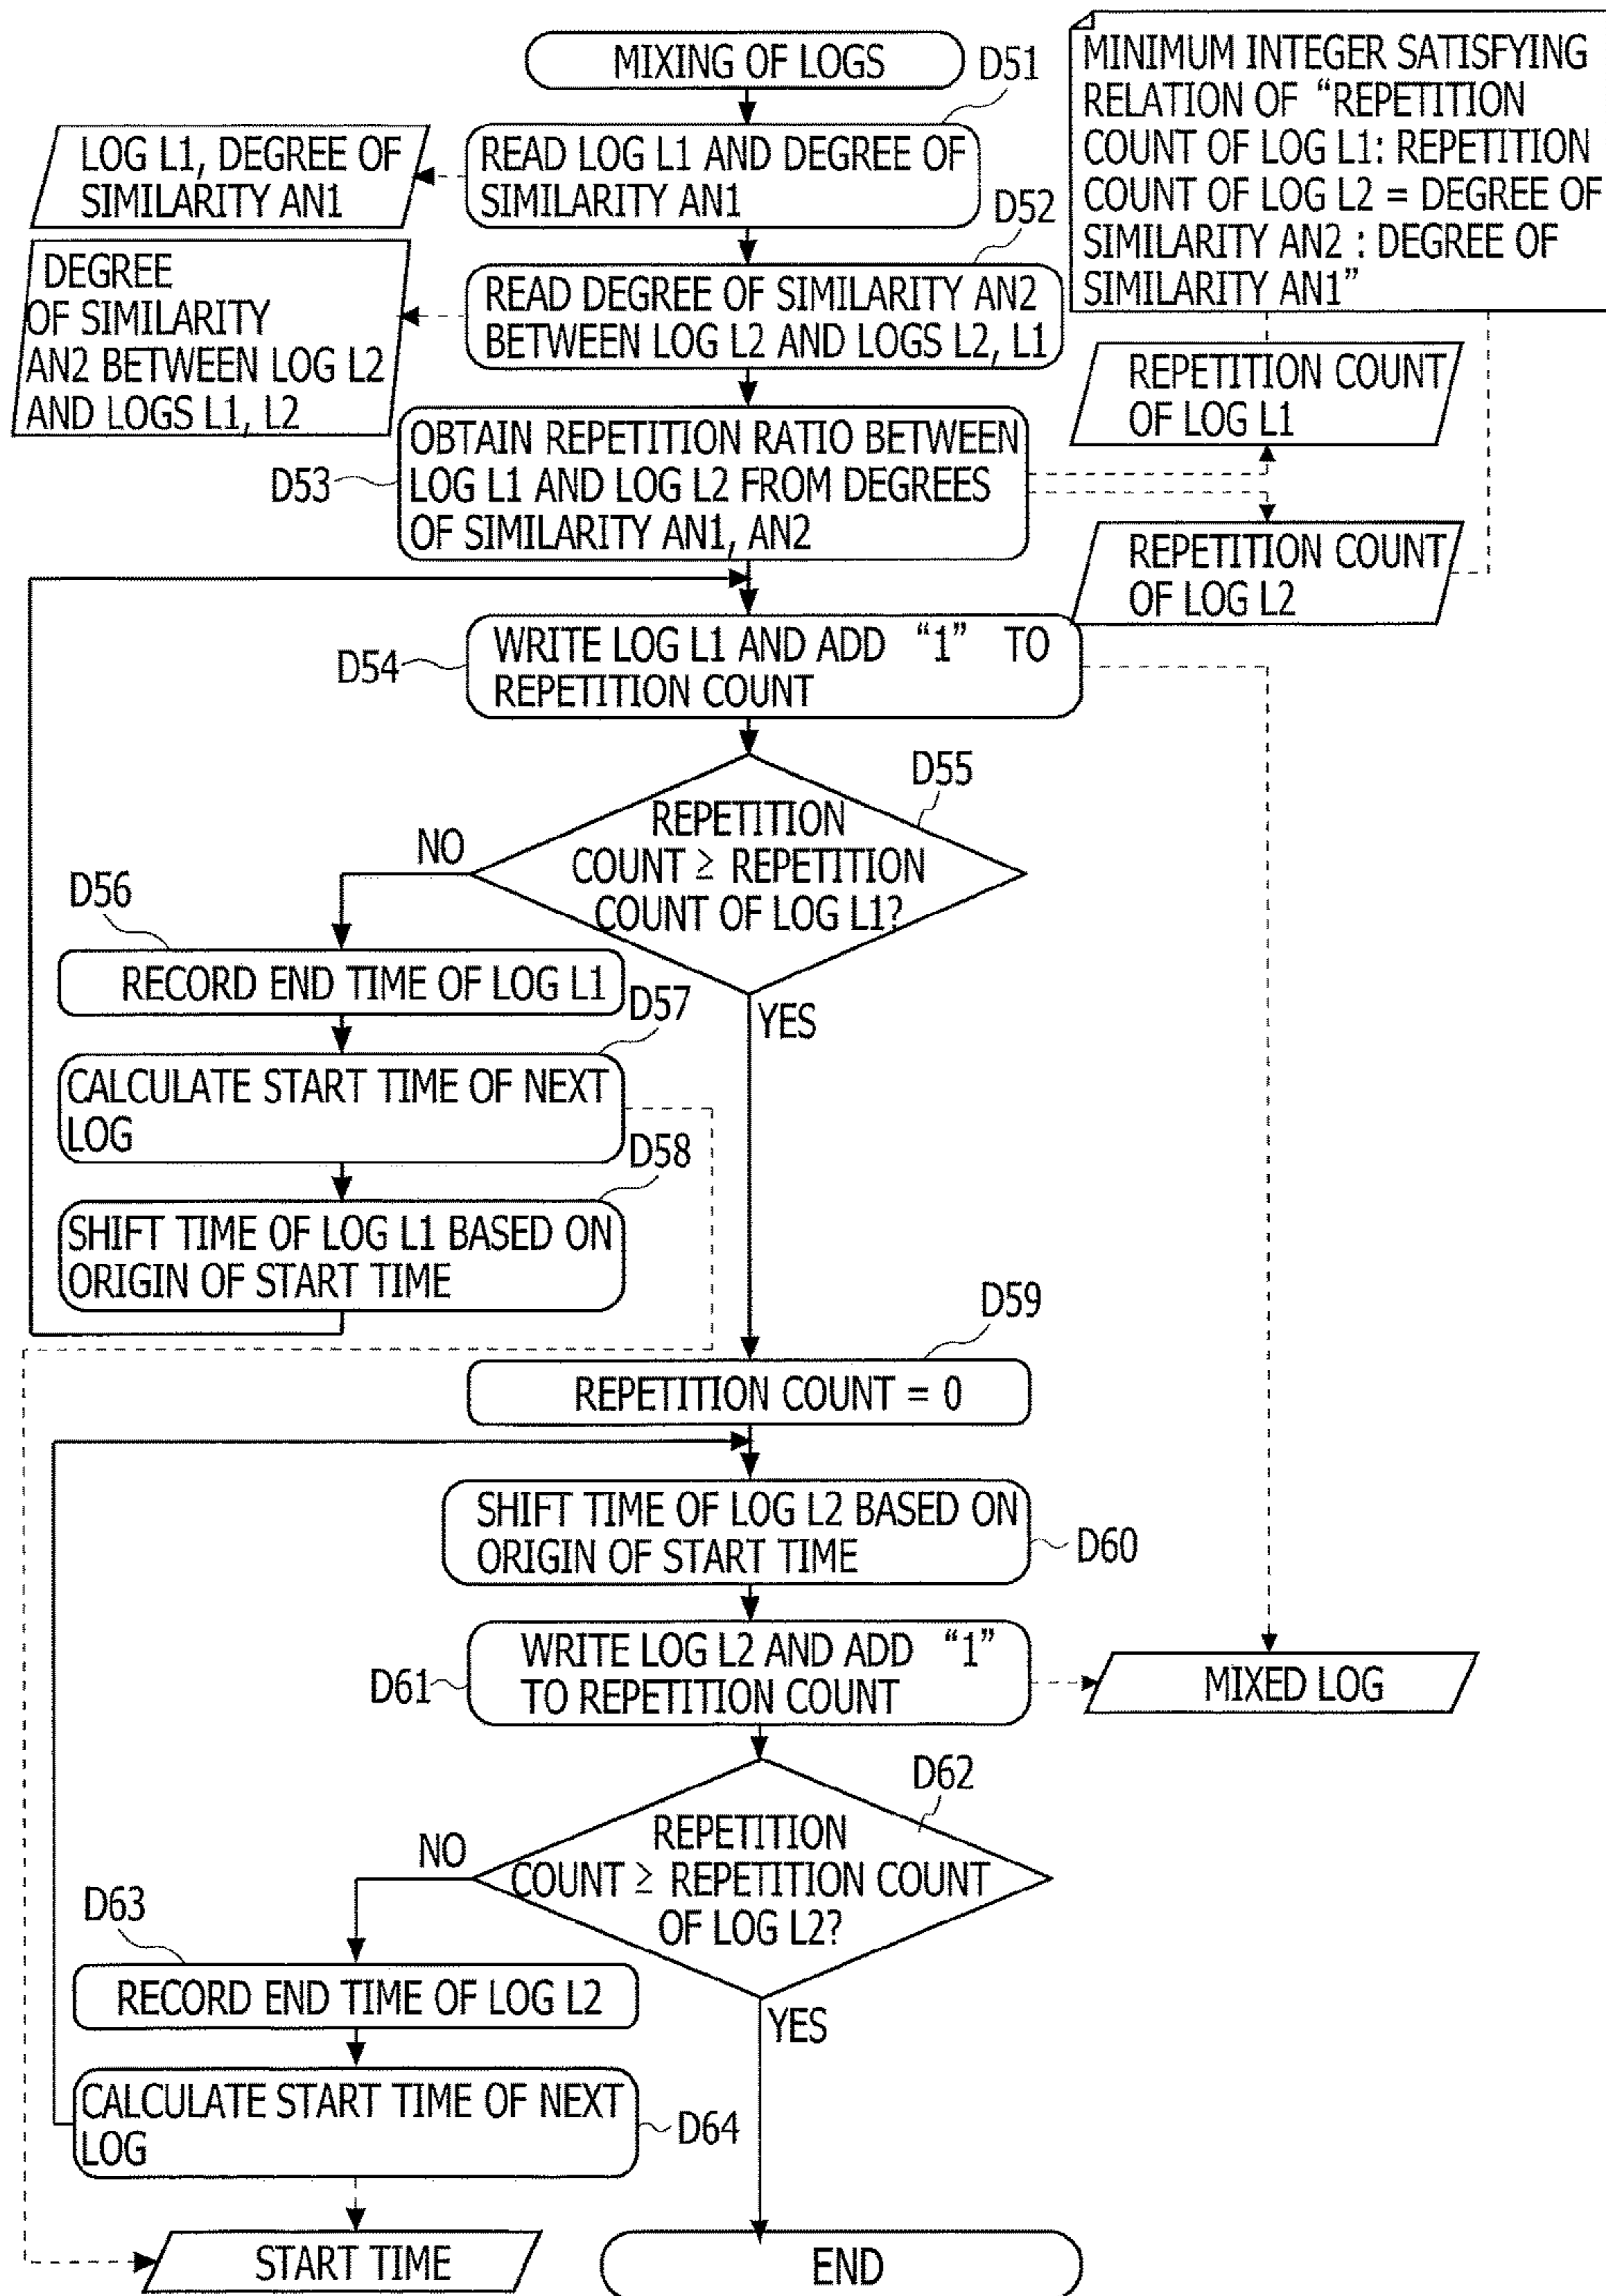 MIXING OF LOGS
D51
MINIMUM INTEGER SATISFYING
RELATION OF “REPETITION
COUNT OF LOG L1: REPETITION
COUNT OF LOG L2 = DEGREE OF
SIMILARITY AN2 : DEGREE OF
SIMILARITY AN1”
LOG L1, DEGREE OF
SIMILARITY AN1
READ LOG L1 AND DEGREE OF
SIMILARITY AN1
D52
DEGREE
OF SIMILARITY
AN2 BETWEEN LOG L2
AND LOGS L1, L2
READ DEGREE OF SIMILARITY AN2
BETWEEN LOG L2 AND LOGS L2, L1
REPETITION COUNT
OF LOG L1
D53
OBTAIN REPETITION RATIO BETWEEN
LOG L1 AND LOG L2 FROM DEGREES
OF SIMILARITY AN1, AN2
REPETITION COUNT
OF LOG L2
D54
WRITE LOG L1 AND ADD “1” TO
REPETITION COUNT
D55
REPETITION
COUNT ≥ REPETITION
COUNT OF LOG L1?
NO
YES
D56
RECORD END TIME OF LOG L1
D57
CALCULATE START TIME OF NEXT
LOG
D58
SHIFT TIME OF LOG L1 BASED ON
ORIGIN OF START TIME
D59
REPETITION COUNT = 0
SHIFT TIME OF LOG L2 BASED ON
ORIGIN OF START TIME
D60
D61
WRITE LOG L2 AND ADD “1”
TO REPETITION COUNT
MIXED LOG
D62
REPETITION
COUNT ≥ REPETITION COUNT
OF LOG L2?
NO
YES
D63
RECORD END TIME OF LOG L2
CALCULATE START TIME OF NEXT
LOG
D64
START TIME
END